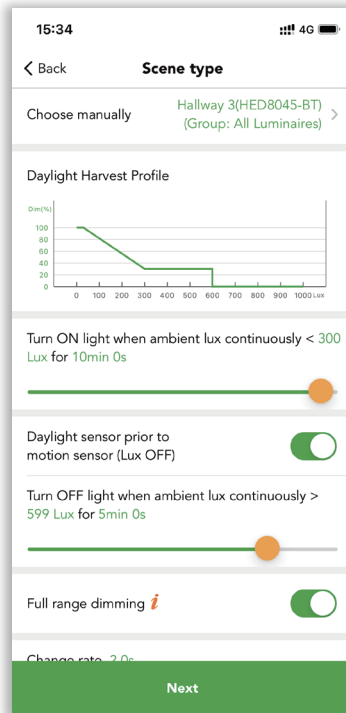 15:34 4G
Back Scene type
Choose manually Hallway 3(HED8045-BT)
(Group: All Luminaires)
Daylight Harvest Profile
Dim(%)
100
80
60
40
20
0
0 100 200 300 400 500 600 700 800 900 1000 Lux
Turn ON light when ambient lux continuously < 300
Lux for 10min 0s
Daylight sensor prior to
motion sensor (Lux OFF)
Turn OFF light when ambient lux continuously >
599 Lux for 5min 0s
Full range dimming i
Change rate 2.0s
Next